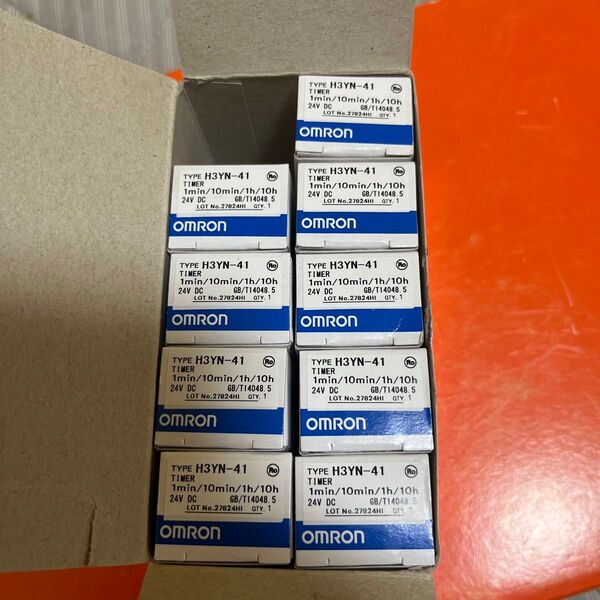 TYPE H3YN-41 Ro
TIMER
1min/10min/1h/10h
24V DC GB/T14048.5
LOT No.27824HI QTY.1
OMRON
TYPE H3YN-41 Ro
TIMER
1min/10min/1h/10h
24V DC GB/T14048.5
LOT No.27824HI QTY.1
OMRON
TYPE H3YN-41 Ro
TIMER
1min/10min/1h/10h
24V DC GB/T14048.5
LOT No.27824HI QTY.1
OMRON
TYPE H3YN-41 Ro
TIMER
1min/10min/1h/10h
24V DC GB/T14048.5
LOT No.27824HI QTY.1
OMRON
TYPE H3YN-41 Ro
TIMER
1min/10min/1h/10h
24V DC GB/T14048.5
LOT No.27824HI QTY.1
OMRON
TYPE H3YN-41 Ro
TIMER
1min/10min/1h/10h
24V DC GB/T14048.5
LOT No.27824HI QTY.1
OMRON
TYPE H3YN-41 Ro
TIMER
1min/10min/1h/10h
24V DC GB/T14048.5
LOT No.27824HI QTY.1
OMRON
TYPE H3YN-41 Ro
TIMER
1min/10min/1h/10h
24V DC GB/T14048.5
LOT No.27824HI QTY.1
OMRON
TYPE H3YN-41 Ro
TIMER
1min/10min/1h/10h
24V DC GB/T14048.5
LOT No.27824HI QTY.1
OMRON